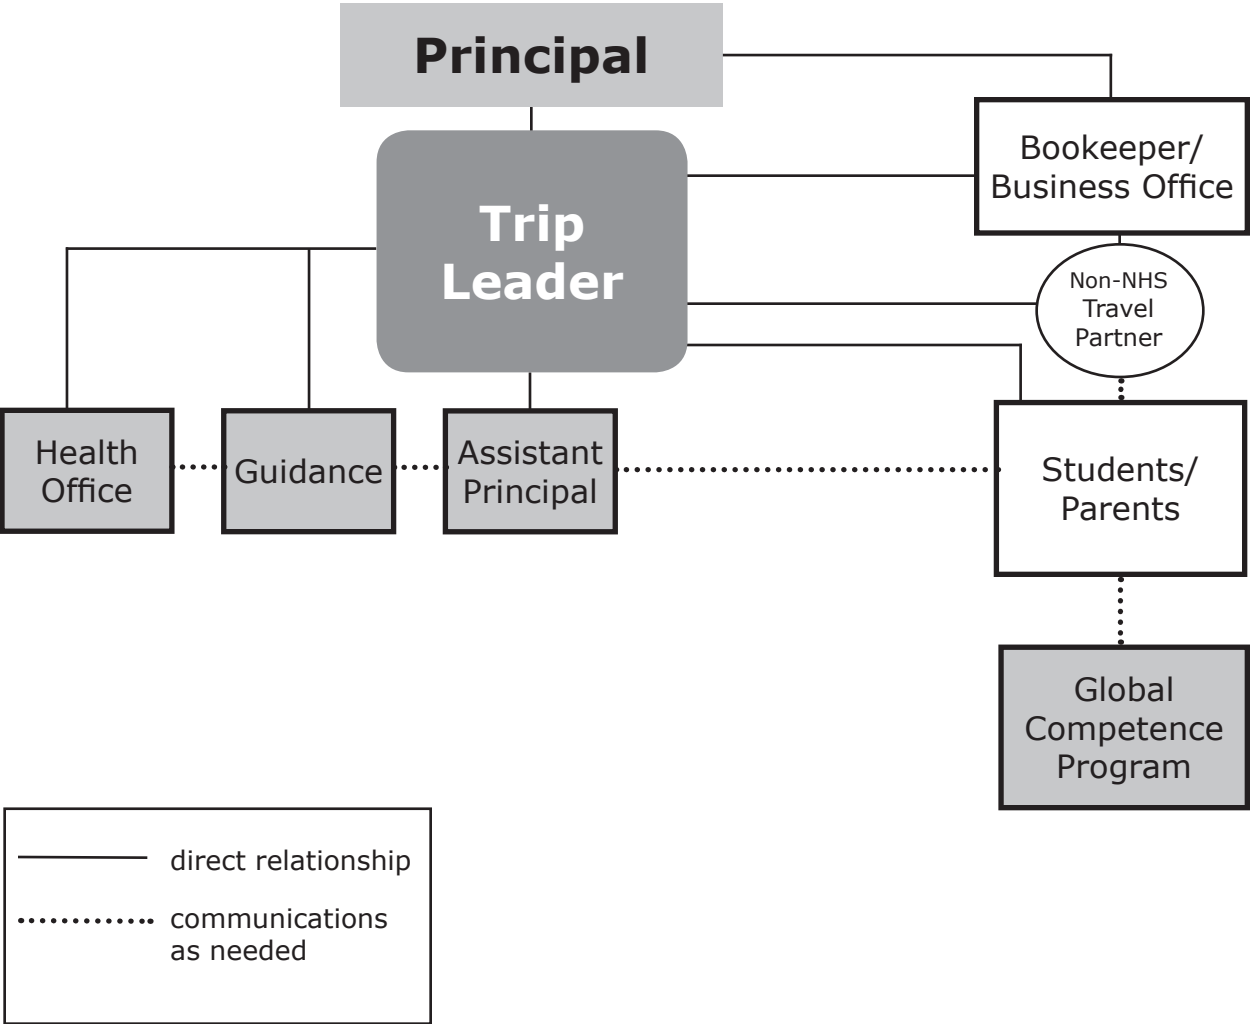 Principal
Bookeeper/
Business Office
Trip
Leader
Non-NHS
Travel
Partner
Health
Office
Guidance
Assistant
Principal
Students/
Parents
Global
Competence
Program
direct relationship
communications
as needed